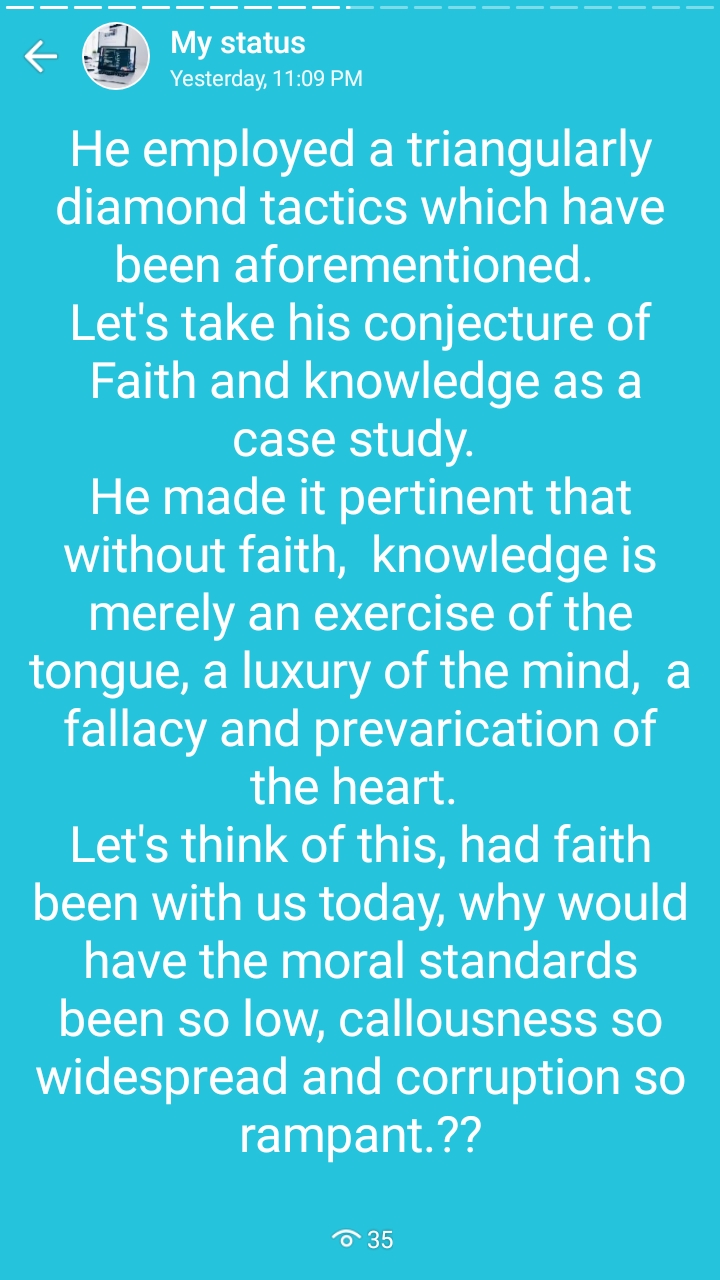 My status
Yesterday, 11:09 PM
He employed a triangularly
diamond tactics which have
been aforementioned.
Let's take his conjecture of
Faith and knowledge as a
case study.
He made it pertinent that
without faith,  knowledge is
merely an exercise of the
tongue, a luxury of the mind,  a
fallacy and prevarication of
the heart.
Let's think of this, had faith
been with us today, why would
have the moral standards
been so low, callousness so
widespread and corruption so
rampant.??
35